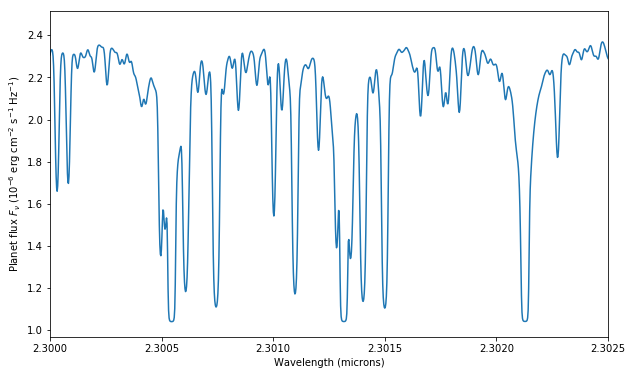 2.4
2.2
2.0
1.8
1.6
1.4
1.2
1.0
Planet flux Fν (10⁻⁶ erg cm⁻² s⁻¹ Hz⁻¹)
2.3000 2.3005 2.3010 2.3015 2.3020 2.3025
Wavelength (microns)